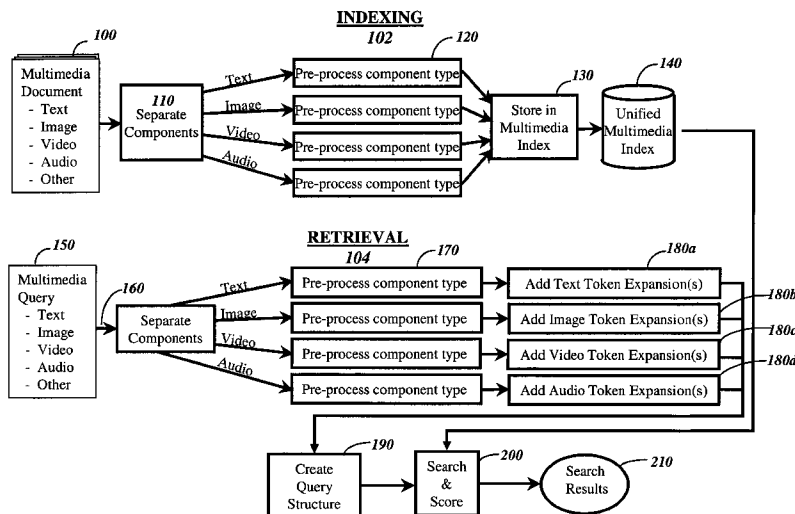 INDEXING
102
100
Multimedia
Document
- Text
- Image
- Video
- Audio
- Other
110
Separate
Components
Text
Image
Video
Audio
120
Pre-process component type
Pre-process component type
Pre-process component type
Pre-process component type
130
Store in
Multimedia
Index
140
Unified
Multimedia
Index
RETRIEVAL
104
150
Multimedia
Query
- Text
- Image
- Video
- Audio
- Other
160
Separate
Components
Text
Image
Video
Audio
170
Pre-process component type
Pre-process component type
Pre-process component type
Pre-process component type
180a
Add Text Token Expansion(s)
180b
Add Image Token Expansion(s)
180c
Add Video Token Expansion(s)
180d
Add Audio Token Expansion(s)
190
Create
Query
Structure
200
Search
&
Score
210
Search
Results